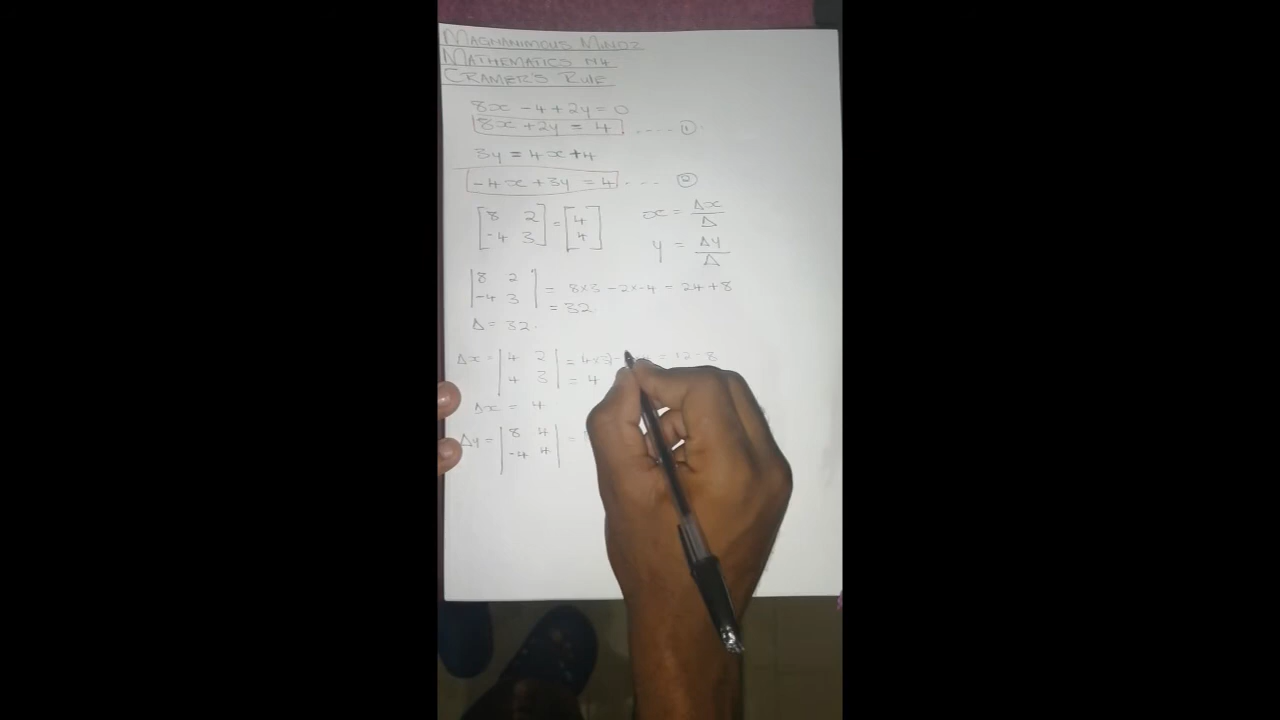 MAGNANIMOUS MINDZ
MATHEMATICS N4
CRAMER'S RULE
8x - 4 + 2y = 0
8x + 2y = 4 ..... ①
3y = 4x + 4
-4x + 3y = 4 ... ②
[8 2 = [4 x = Δx/Δ
-4 3] 4] y = Δy/Δ
|8 2
-4 3| = 8×3 - 2×-4 = 24 + 8
= 32
Δ = 32
Δx = |4 2 = 4×3) - = 12 - 8
4 3| = 4
Δx = 4
Δy = |8 4 =
-4 4|